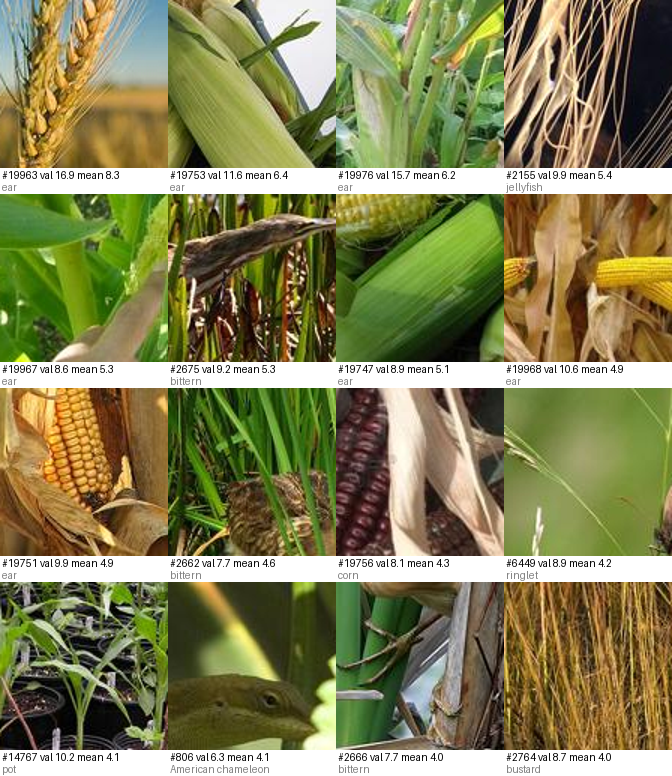 #19963 val 16.9 mean 8.3
ear
#19753 val 11.6 mean 6.4
ear
#19976 val 15.7 mean 6.2
ear
#2155 val 9.9 mean 5.4
jellyfish
#19967 val 8.6 mean 5.3
ear
#2675 val 9.2 mean 5.3
bittern
#19747 val 8.9 mean 5.1
ear
#19968 val 10.6 mean 4.9
ear
#19751 val 9.9 mean 4.9
ear
#2662 val 7.7 mean 4.6
bittern
#19756 val 8.1 mean 4.3
corn
#6449 val 8.9 mean 4.2
ringlet
#14767 val 10.2 mean 4.1
pot
#806 val 6.3 mean 4.1
American chameleon
#2666 val 7.7 mean 4.0
bittern
#2764 val 8.7 mean 4.0
bustard